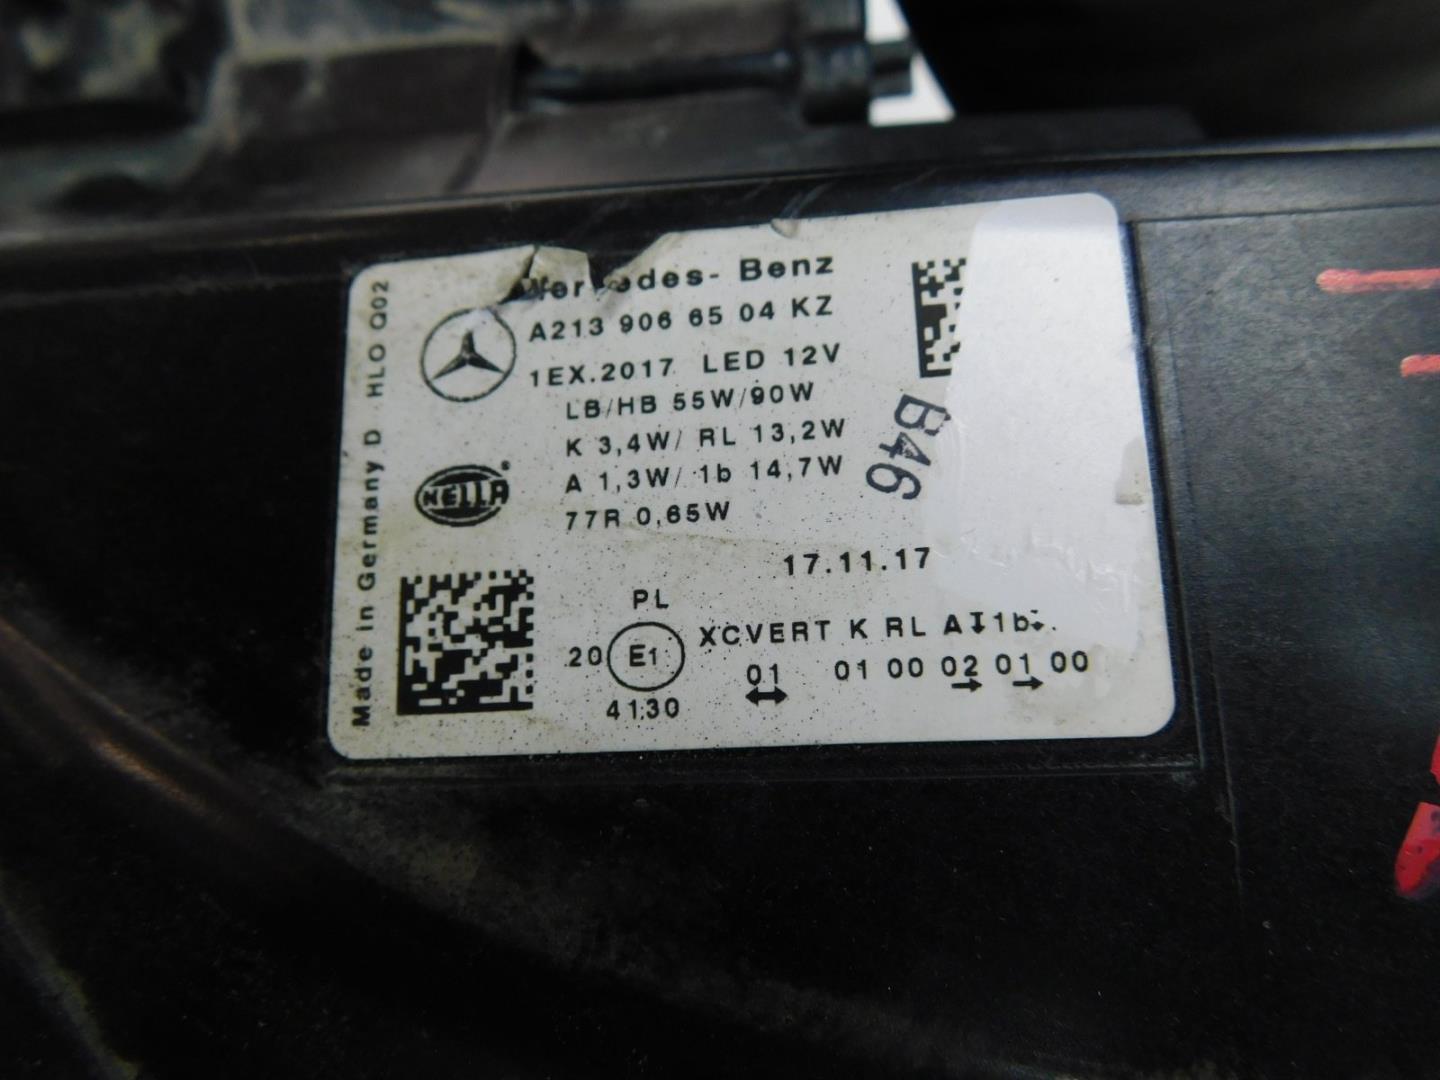 Mercedes- Benz
A213 906 65 04 KZ
1EX.2017 LED 12V
LB/HB 55W/90W
K 3,4W/ RL 13,2W
A 1,3W/ 1b 14,7W
77R 0,65W
HELLA
B46
17.11.17
PL
20 E1 XCVERT K RL A 1b
4130 01 01 00 02 01 00
Made in Germany D HLO Q02